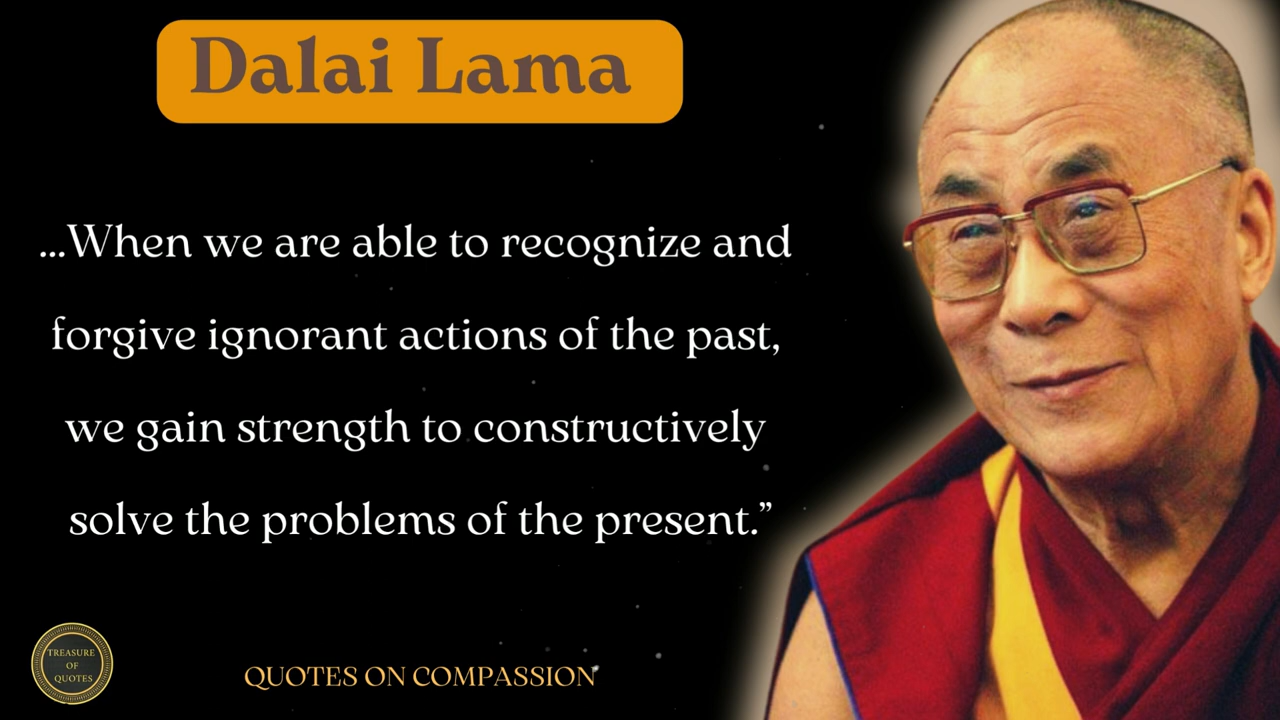 Dalai Lama
...When we are able to recognize and
forgive ignorant actions of the past,
we gain strength to constructively
solve the problems of the present.”
TREASURE
OF
QUOTES
QUOTES ON COMPASSION